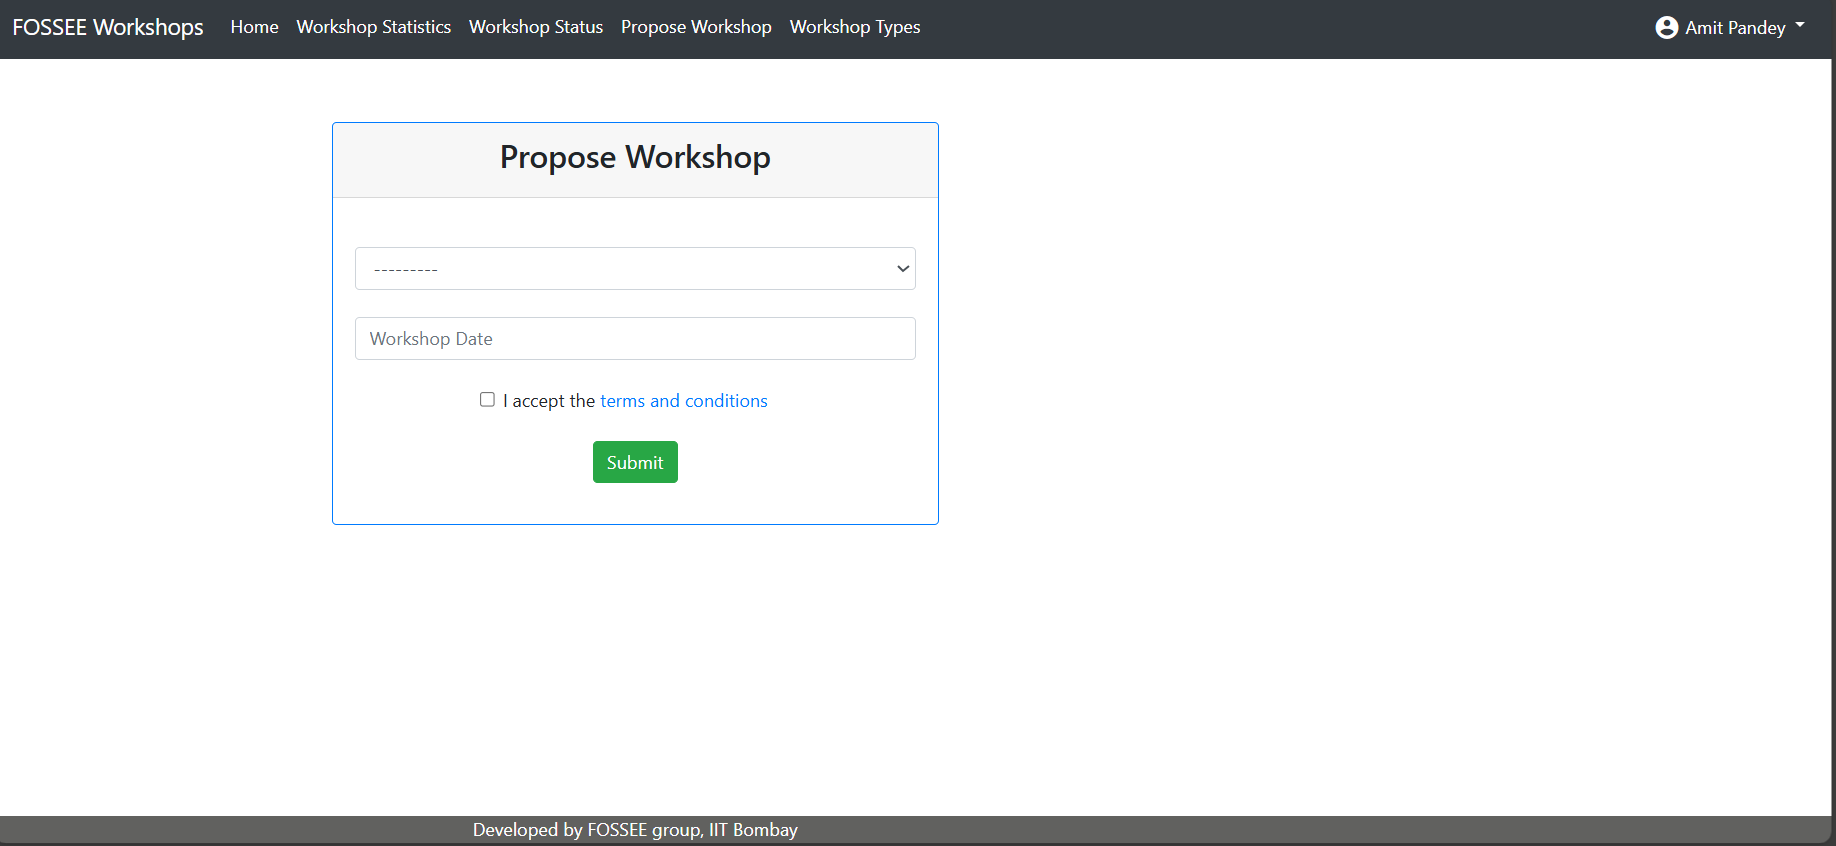 FOSSEE Workshops Home Workshop Statistics Workshop Status Propose Workshop Workshop Types Amit Pandey
Propose Workshop
---------
Workshop Date
I accept the terms and conditions
Submit
Developed by FOSSEE group, IIT Bombay